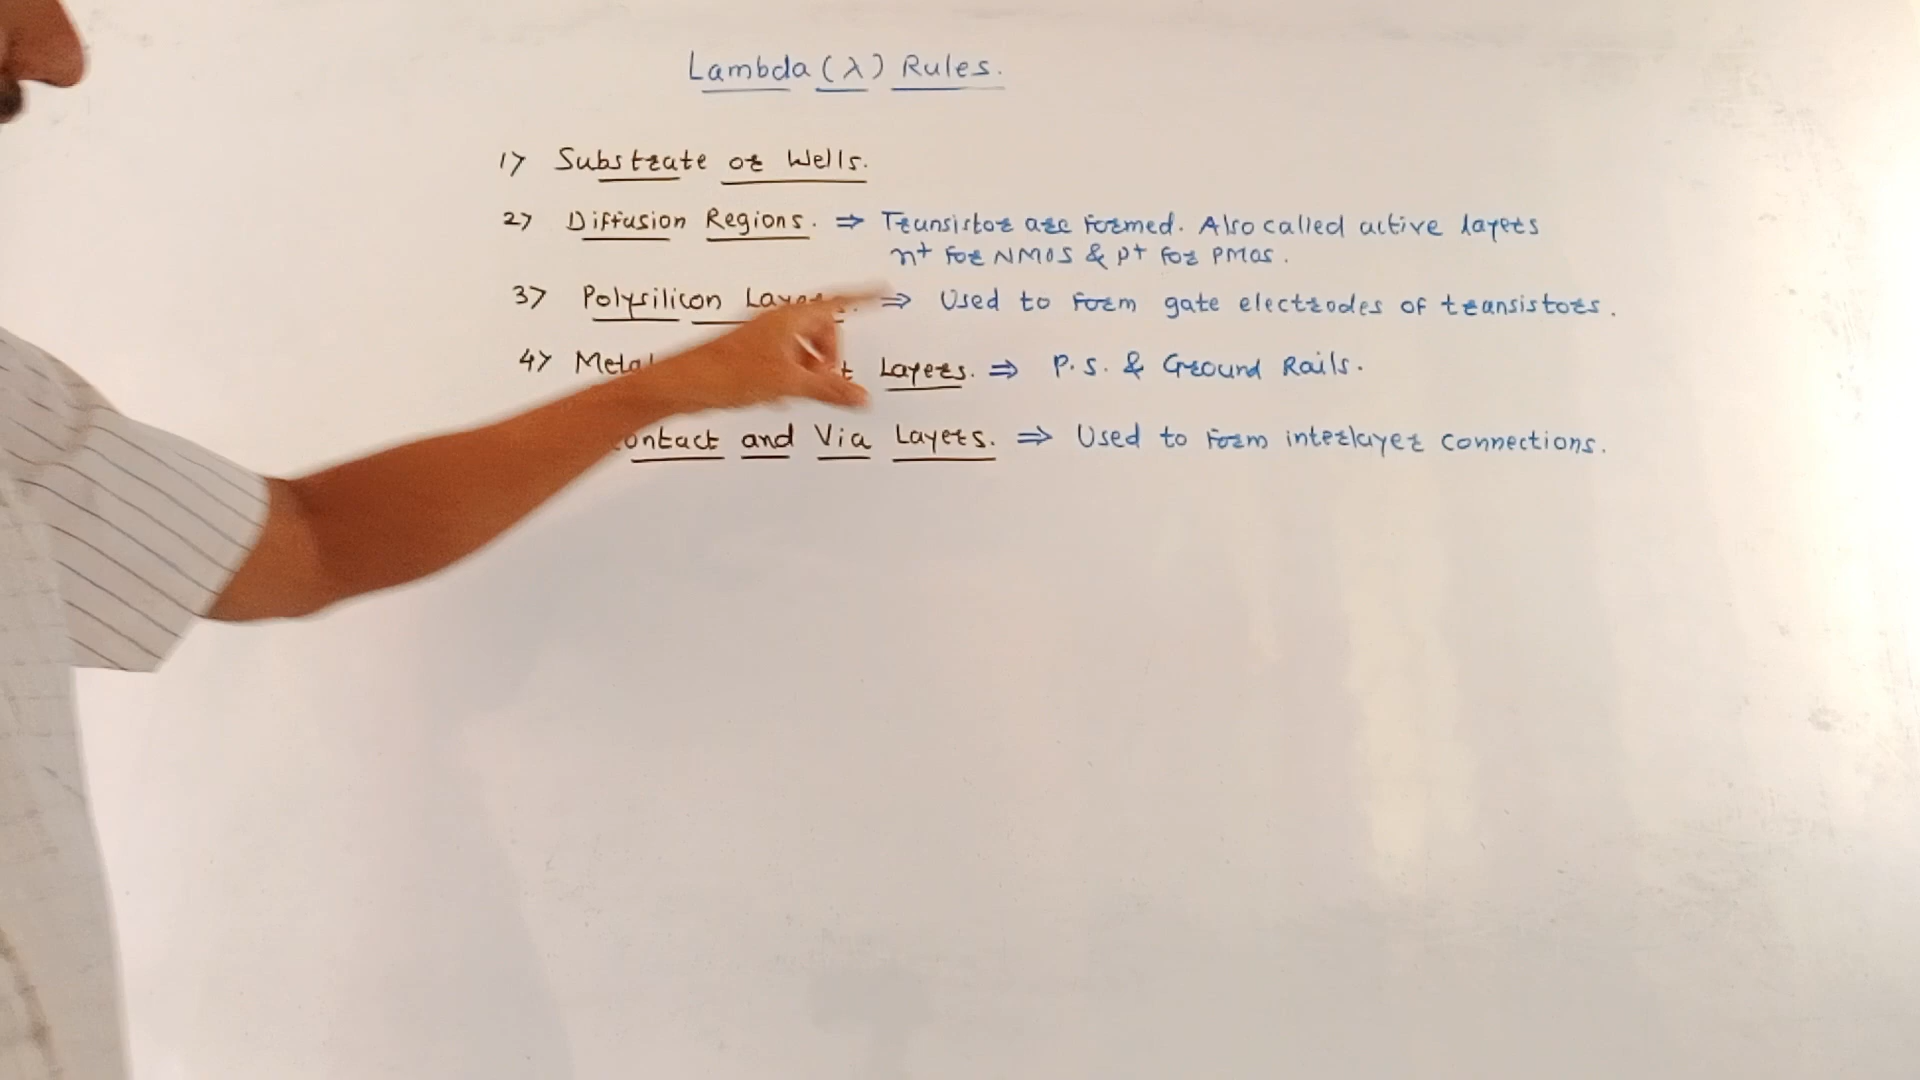 Lambda (λ) Rules.
1) Substrate or Wells.
2) Diffusion Regions. ⇒ Transistor are formed. Also called active layers
n+ for NMOS & p+ for PMOS.
3) Polysilicon ⇒ Used to form gate electrodes of transistors.
4) Layers. ⇒ P.S. & Ground Rails.
and Via Layers. ⇒ Used to form interlayer connections.